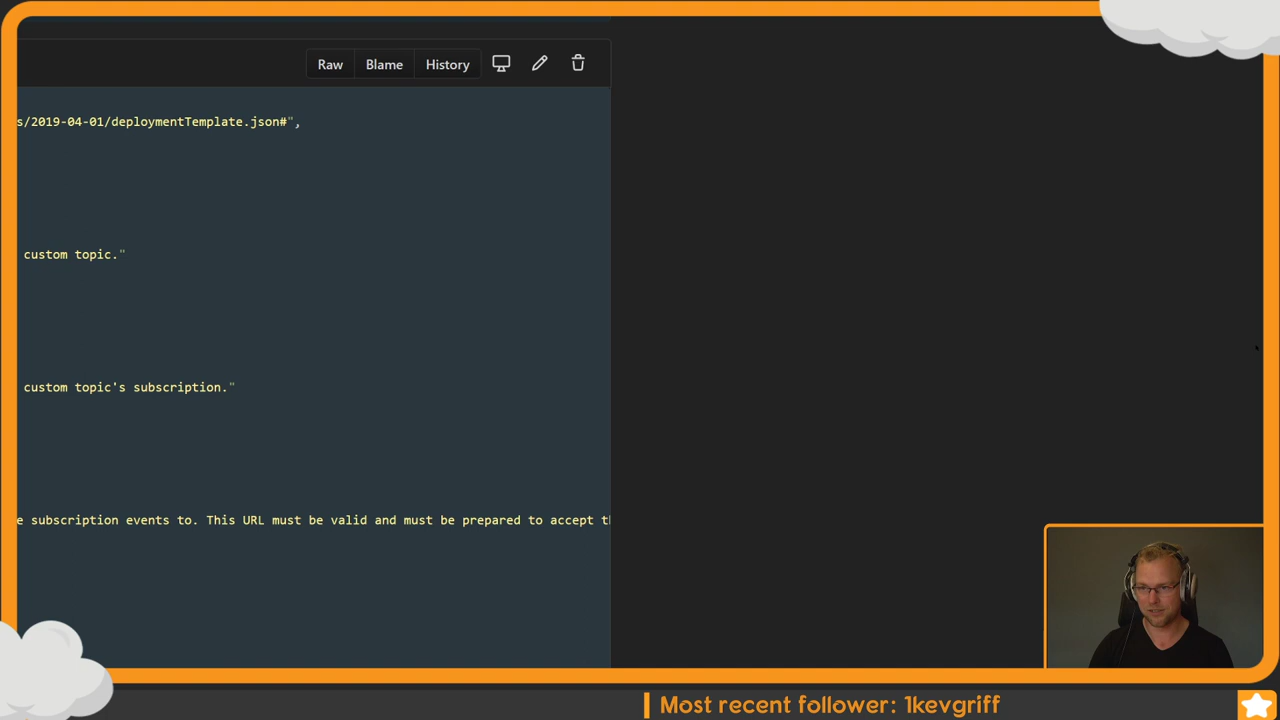 Raw Blame History
s/2019-04-01/deploymentTemplate.json#",
custom topic."
custom topic's subscription."
e subscription events to. This URL must be valid and must be prepared to accept
Most recent follower: 1kevgriff